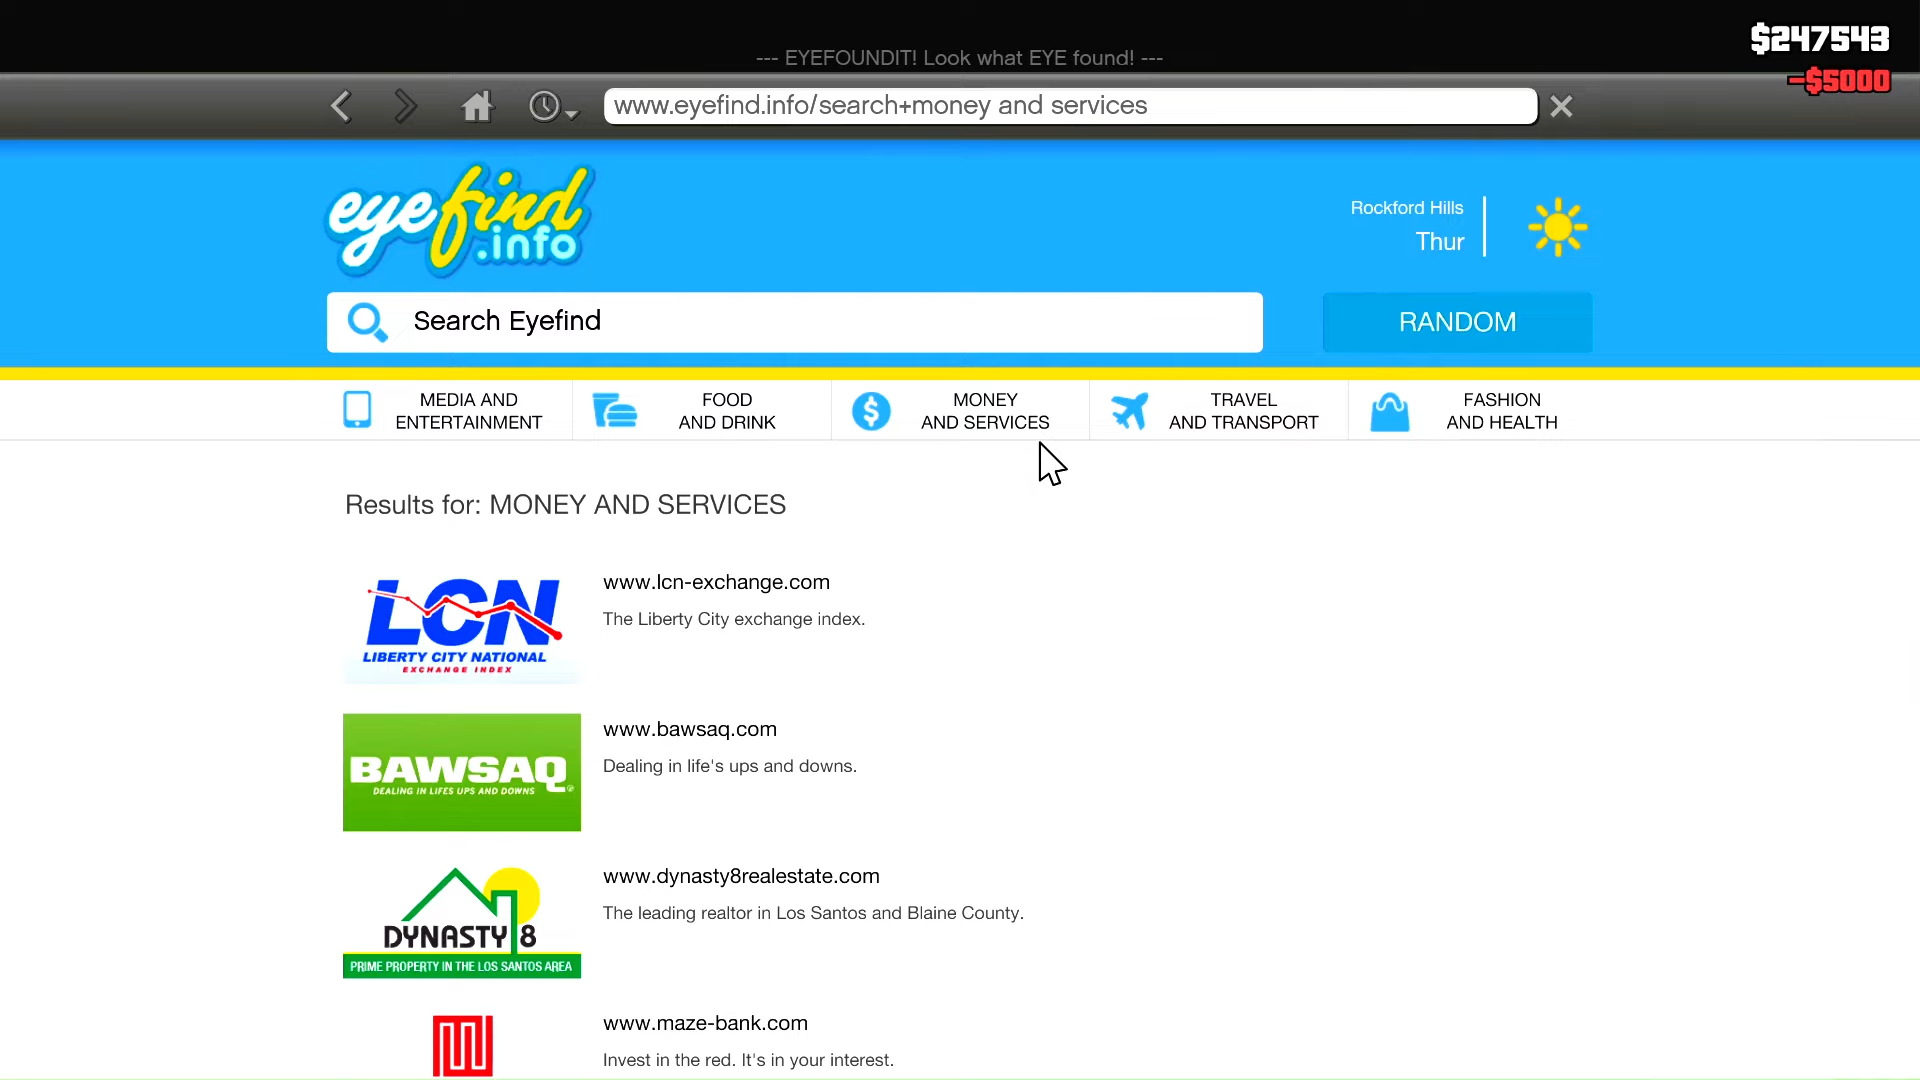 $247543
--- EYEFOUNDIT! Look what EYE found! ---
-$5000
www.eyefind.info/search+money and services
eyefind
.info
Rockford Hills
Thur
Search Eyefind
RANDOM
MEDIA AND
ENTERTAINMENT
FOOD
AND DRINK
MONEY
AND SERVICES
TRAVEL
AND TRANSPORT
FASHION
AND HEALTH
Results for: MONEY AND SERVICES
LCN
LIBERTY CITY NATIONAL
EXCHANGE INDEX
www.lcn-exchange.com
The Liberty City exchange index.
BAWSAQ
DEALING IN LIFES UPS AND DOWNS
www.bawsaq.com
Dealing in life's ups and downs.
DYNASTY 8
PRIME PROPERTY IN THE LOS SANTOS AREA
www.dynasty8realestate.com
The leading realtor in Los Santos and Blaine County.
www.maze-bank.com
Invest in the red. It's in your interest.